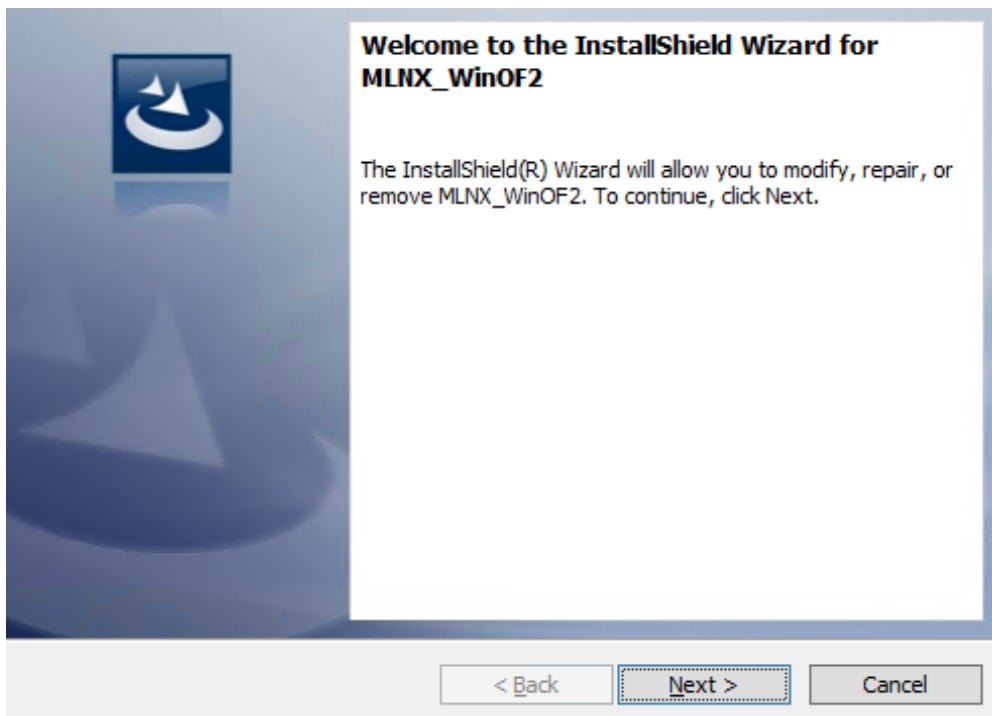 Welcome to the InstallShield Wizard for
MLNX_WinOF2
The InstallShield(R) Wizard will allow you to modify, repair, or
remove MLNX_WinOF2. To continue, click Next.
< Back
Next >
Cancel